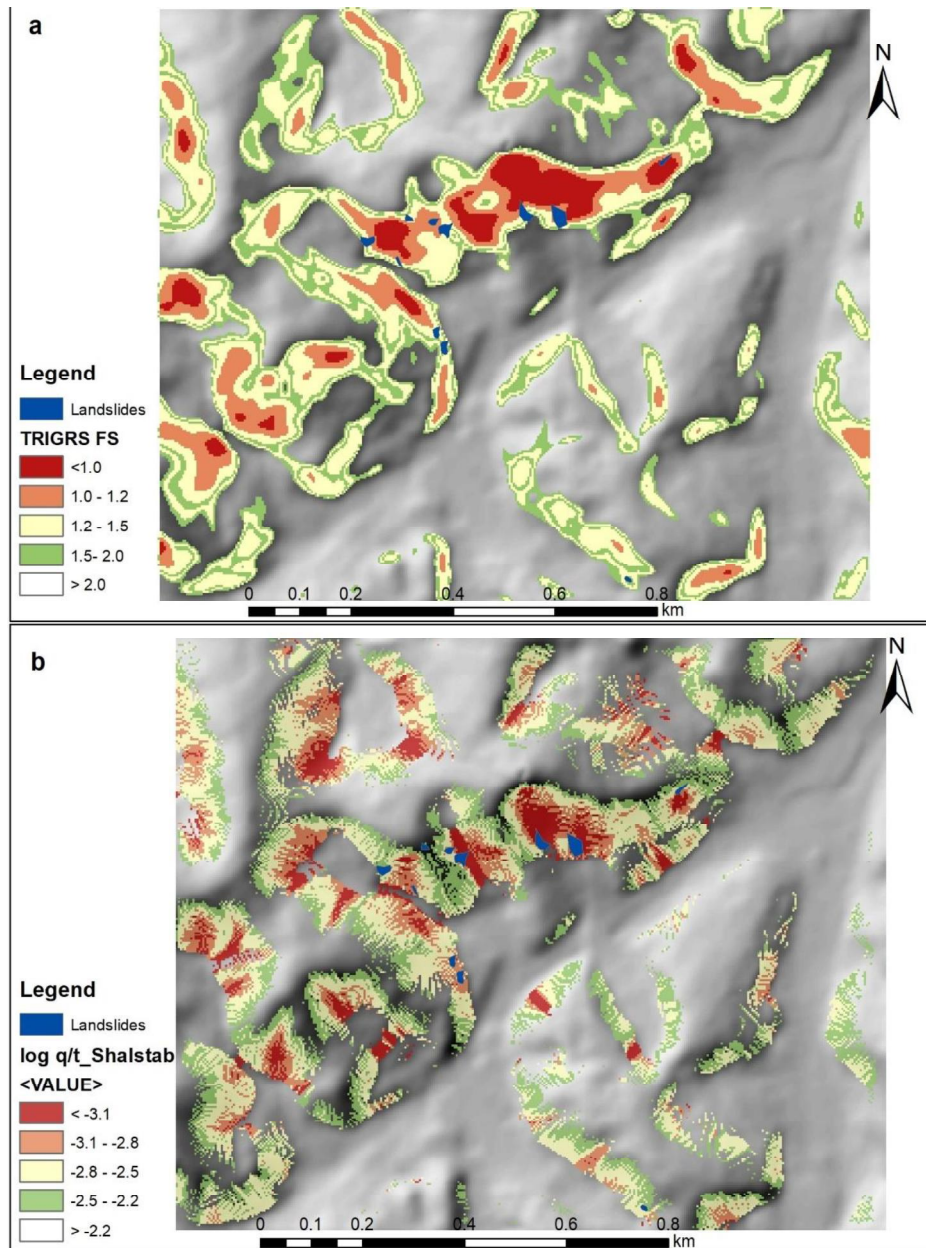 a
N
Legend
Landslides
TRIGRS FS
<1.0
1.0 - 1.2
1.2 - 1.5
1.5- 2.0
> 2.0
0 0.1 0.2 0.4 0.6 0.8
km
b
N
Legend
Landslides
log q/t_Shalstab
<VALUE>
< -3.1
-3.1 - -2.8
-2.8 - -2.5
-2.5 - -2.2
> -2.2
0 0.1 0.2 0.4 0.6 0.8
km